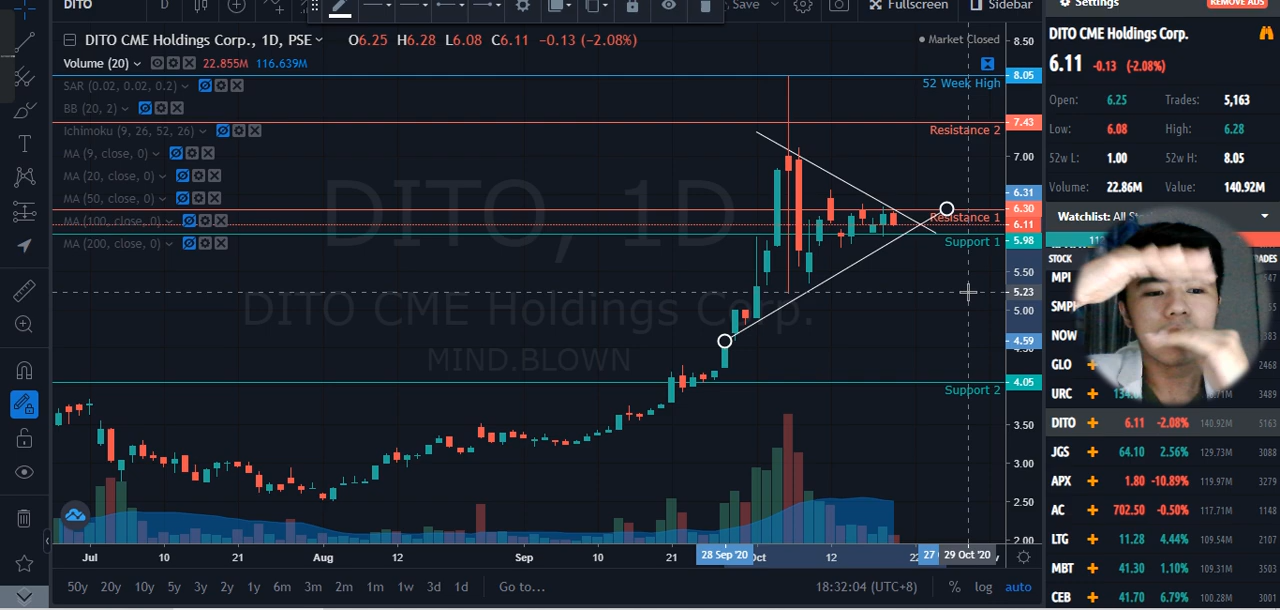 DITO
D
Save
Fullscreen
Sidebar
Settings
REMOVE ADS
DITO CME Holdings Corp., 1D, PSE
O6.25 H6.28 L6.08 C6.11 −0.13 (−2.08%)
Market Closed
Volume (20)
22.855M 116.639M
SAR (0.02, 0.02, 0.2)
BB (20, 2)
Ichimoku (9, 26, 52, 26)
MA (9, close, 0)
MA (20, close, 0)
MA (50, close, 0)
MA (100, close, 0)
MA (200, close, 0)
DITO, 1D
DITO CME Holdings Corp.
MIND.BLOWN
52 Week High
Resistance 2
Resistance 1
Support 1
Support 2
8.50
8.05
7.43
7.00
6.31
6.30
6.11
5.98
5.50
5.23
5.00
4.59
4.05
3.50
3.00
2.50
2.00
Jul 10 21 Aug 12 Sep 10 21 28 Sep '20 Oct 12 22 27 29 Oct '20
50y 20y 10y 5y 3y 2y 1y 6m 3m 2m 1m 1w 3d 1d Go to...
18:32:04 (UTC+8) % log auto
DITO CME Holdings Corp.
6.11 -0.13 (-2.08%)
Open: 6.25 Trades: 5,163
Low: 6.08 High: 6.28
52w L: 1.00 52w H: 8.05
Volume: 22.86M Value: 140.92M
Watchlist: All
STOCK
MPI
SMPH
NOW
GLO 2468
URC 3489
DITO 6.11 -2.08% 140.92M 5163
JGS 64.10 2.56% 129.73M 3088
APX 1.80 -10.89% 119.97M 3279
AC 702.50 -0.50% 117.71M 1148
LTG 11.28 4.44% 109.54M 2107
MBT 41.30 1.10% 109.31M 3503
CEB 41.70 6.79% 100.28M 3001